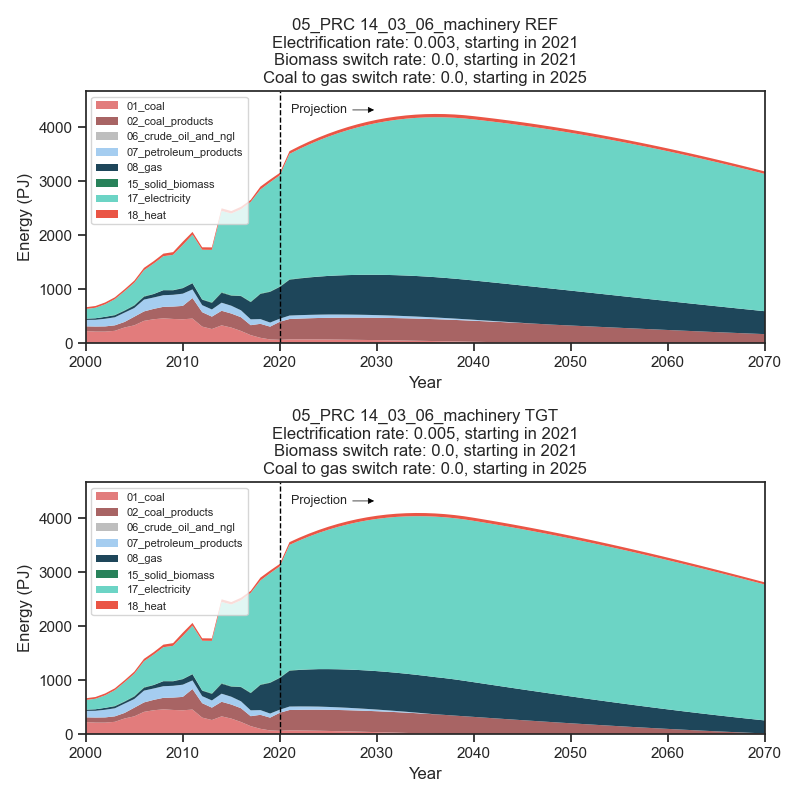 05_PRC 14_03_06_machinery REF
Electrification rate: 0.003, starting in 2021
Biomass switch rate: 0.0, starting in 2021
Coal to gas switch rate: 0.0, starting in 2025
Projection
01_coal
02_coal_products
06_crude_oil_and_ngl
07_petroleum_products
08_gas
15_solid_biomass
17_electricity
18_heat
Energy (PJ)
4000
3000
2000
1000
0
2000 2010 2020 2030 2040 2050 2060 2070
Year
05_PRC 14_03_06_machinery TGT
Electrification rate: 0.005, starting in 2021
Biomass switch rate: 0.0, starting in 2021
Coal to gas switch rate: 0.0, starting in 2025
Projection
01_coal
02_coal_products
06_crude_oil_and_ngl
07_petroleum_products
08_gas
15_solid_biomass
17_electricity
18_heat
Energy (PJ)
4000
3000
2000
1000
0
2000 2010 2020 2030 2040 2050 2060 2070
Year